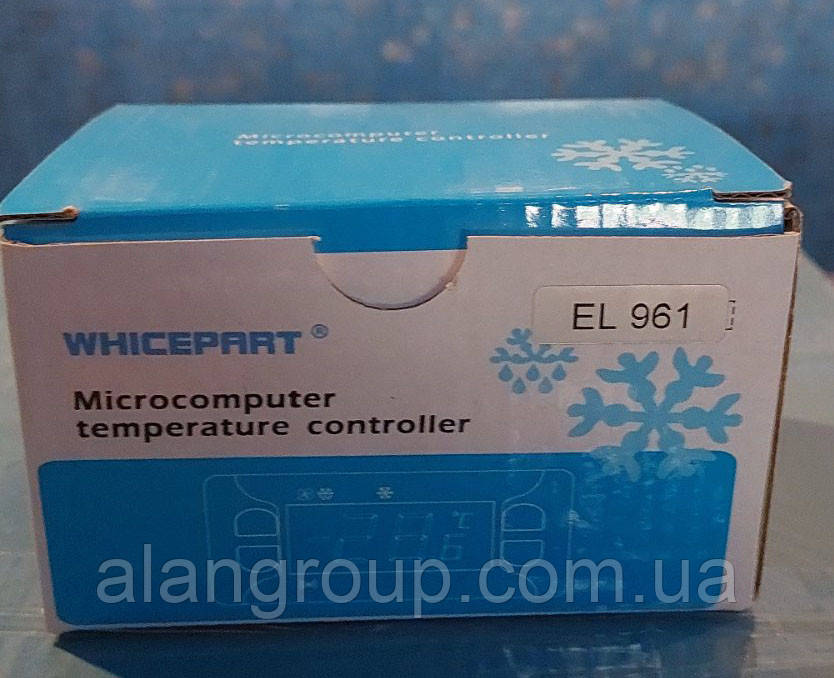 Microcomputer
temperature controller
EL 961
WHICEPART ®
Microcomputer
temperature controller
°C
alangroup.com.ua